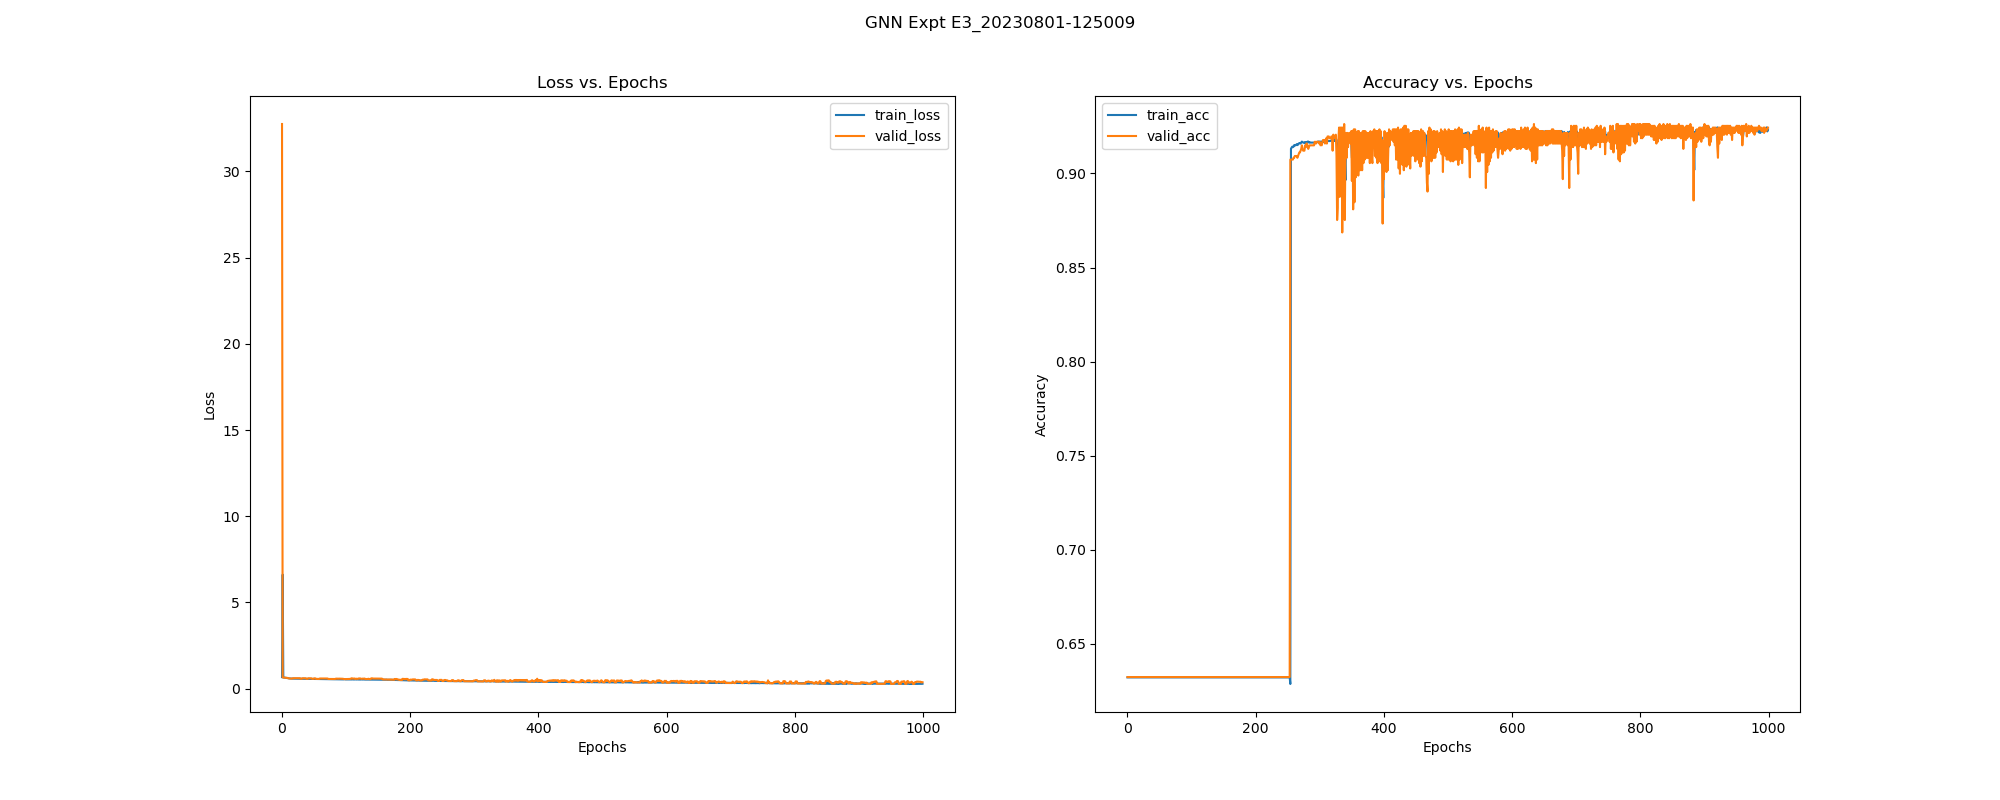 GNN Expt E3_20230801-125009
Loss vs. Epochs
train_loss
valid_loss
30
25
20
15
10
5
0
Loss
0 200 400 600 800 1000
Epochs
Accuracy vs. Epochs
train_acc
valid_acc
0.90
0.85
0.80
0.75
0.70
0.65
Accuracy
0 200 400 600 800 1000
Epochs